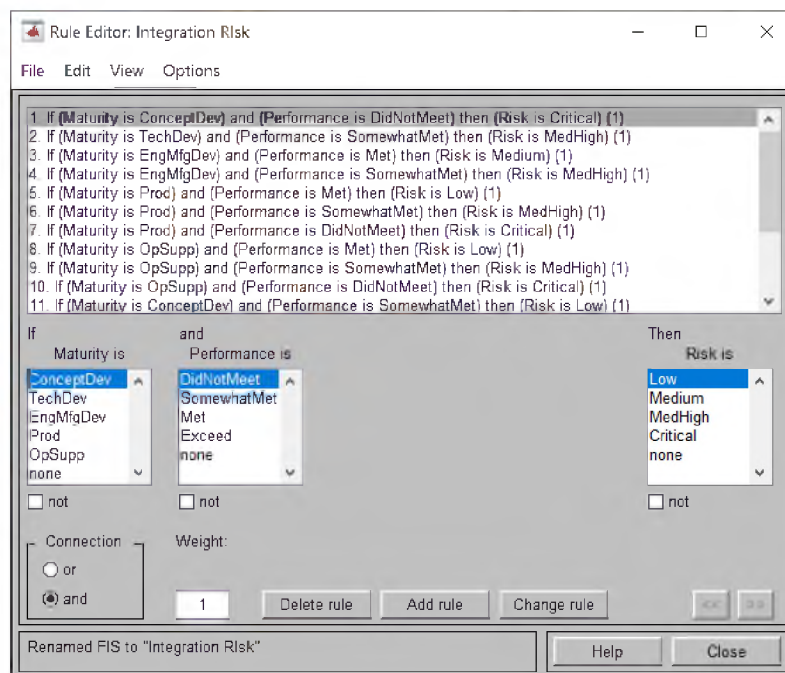 Rule Editor: Integration RIsk
File Edit View Options
1. If (Maturity is ConceptDev) and (Performance is DidNotMeet) then (Risk is Critical) (1)
2. If (Maturity is TechDev) and (Performance is SomewhatMet) then (Risk is MedHigh) (1)
3. If (Maturity is EngMfgDev) and (Performance is Met) then (Risk is Medium) (1)
4. If (Maturity is EngMfgDev) and (Performance is SomewhatMet) then (Risk is MedHigh) (1)
5. If (Maturity is Prod) and (Performance is Met) then (Risk is Low) (1)
6. If (Maturity is Prod) and (Performance is SomewhatMet) then (Risk is MedHigh) (1)
7. If (Maturity is Prod) and (Performance is DidNotMeet) then (Risk is Critical) (1)
8. If (Maturity is OpSupp) and (Performance is Met) then (Risk is Low) (1)
9. If (Maturity is OpSupp) and (Performance is SomewhatMet) then (Risk is MedHigh) (1)
10. If (Maturity is OpSupp) and (Performance is DidNotMeet) then (Risk is Critical) (1)
11. If (Maturity is ConceptDev) and (Performance is SomewhatMet) then (Risk is Low) (1)
If and Then
Maturity is Performance is Risk is
ConceptDev DidNotMeet Low
TechDev SomewhatMet Medium
EngMfgDev Met MedHigh
Prod Exceed Critical
OpSupp none none
none
not not not
Connection Weight:
or
and 1 Delete rule Add rule Change rule << >>
Renamed FIS to "Integration RIsk" Help Close